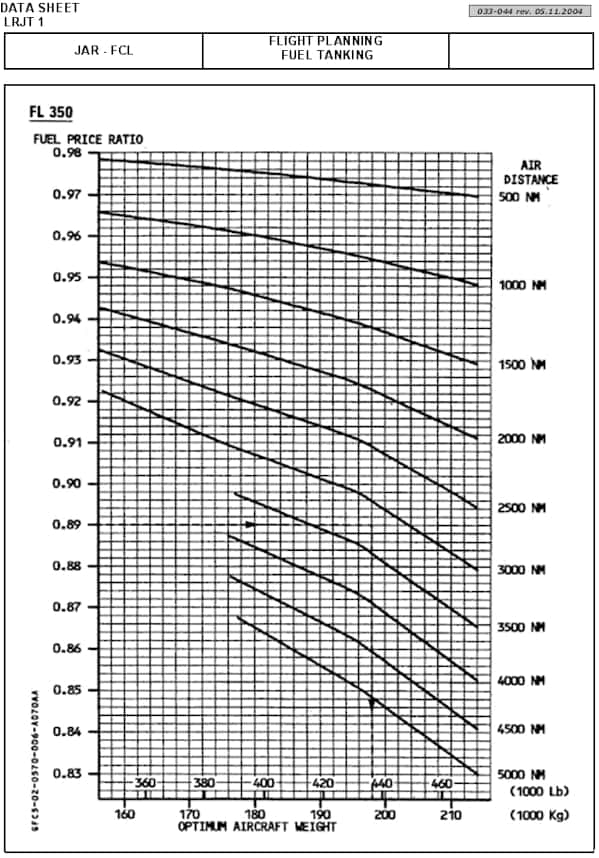 DATA SHEET
LRJT 1
033-044 rev. 05.11.2004
JAR - FCL
FLIGHT PLANNING
FUEL TANKING
FL 350
FUEL PRICE RATIO
0.98
0.97
0.96
0.95
0.94
0.93
0.92
0.91
0.90
0.89
0.88
0.87
0.86
0.85
0.84
0.83
AIR
DISTANCE
500 NM
1000 NM
1500 NM
2000 NM
2500 NM
3000 NM
3500 NM
4000 NM
4500 NM
5000 NM
360 380 400 420 440 460
(1000 Lb)
160 170 180 190 200 210
(1000 Kg)
OPTIMUM AIRCRAFT WEIGHT